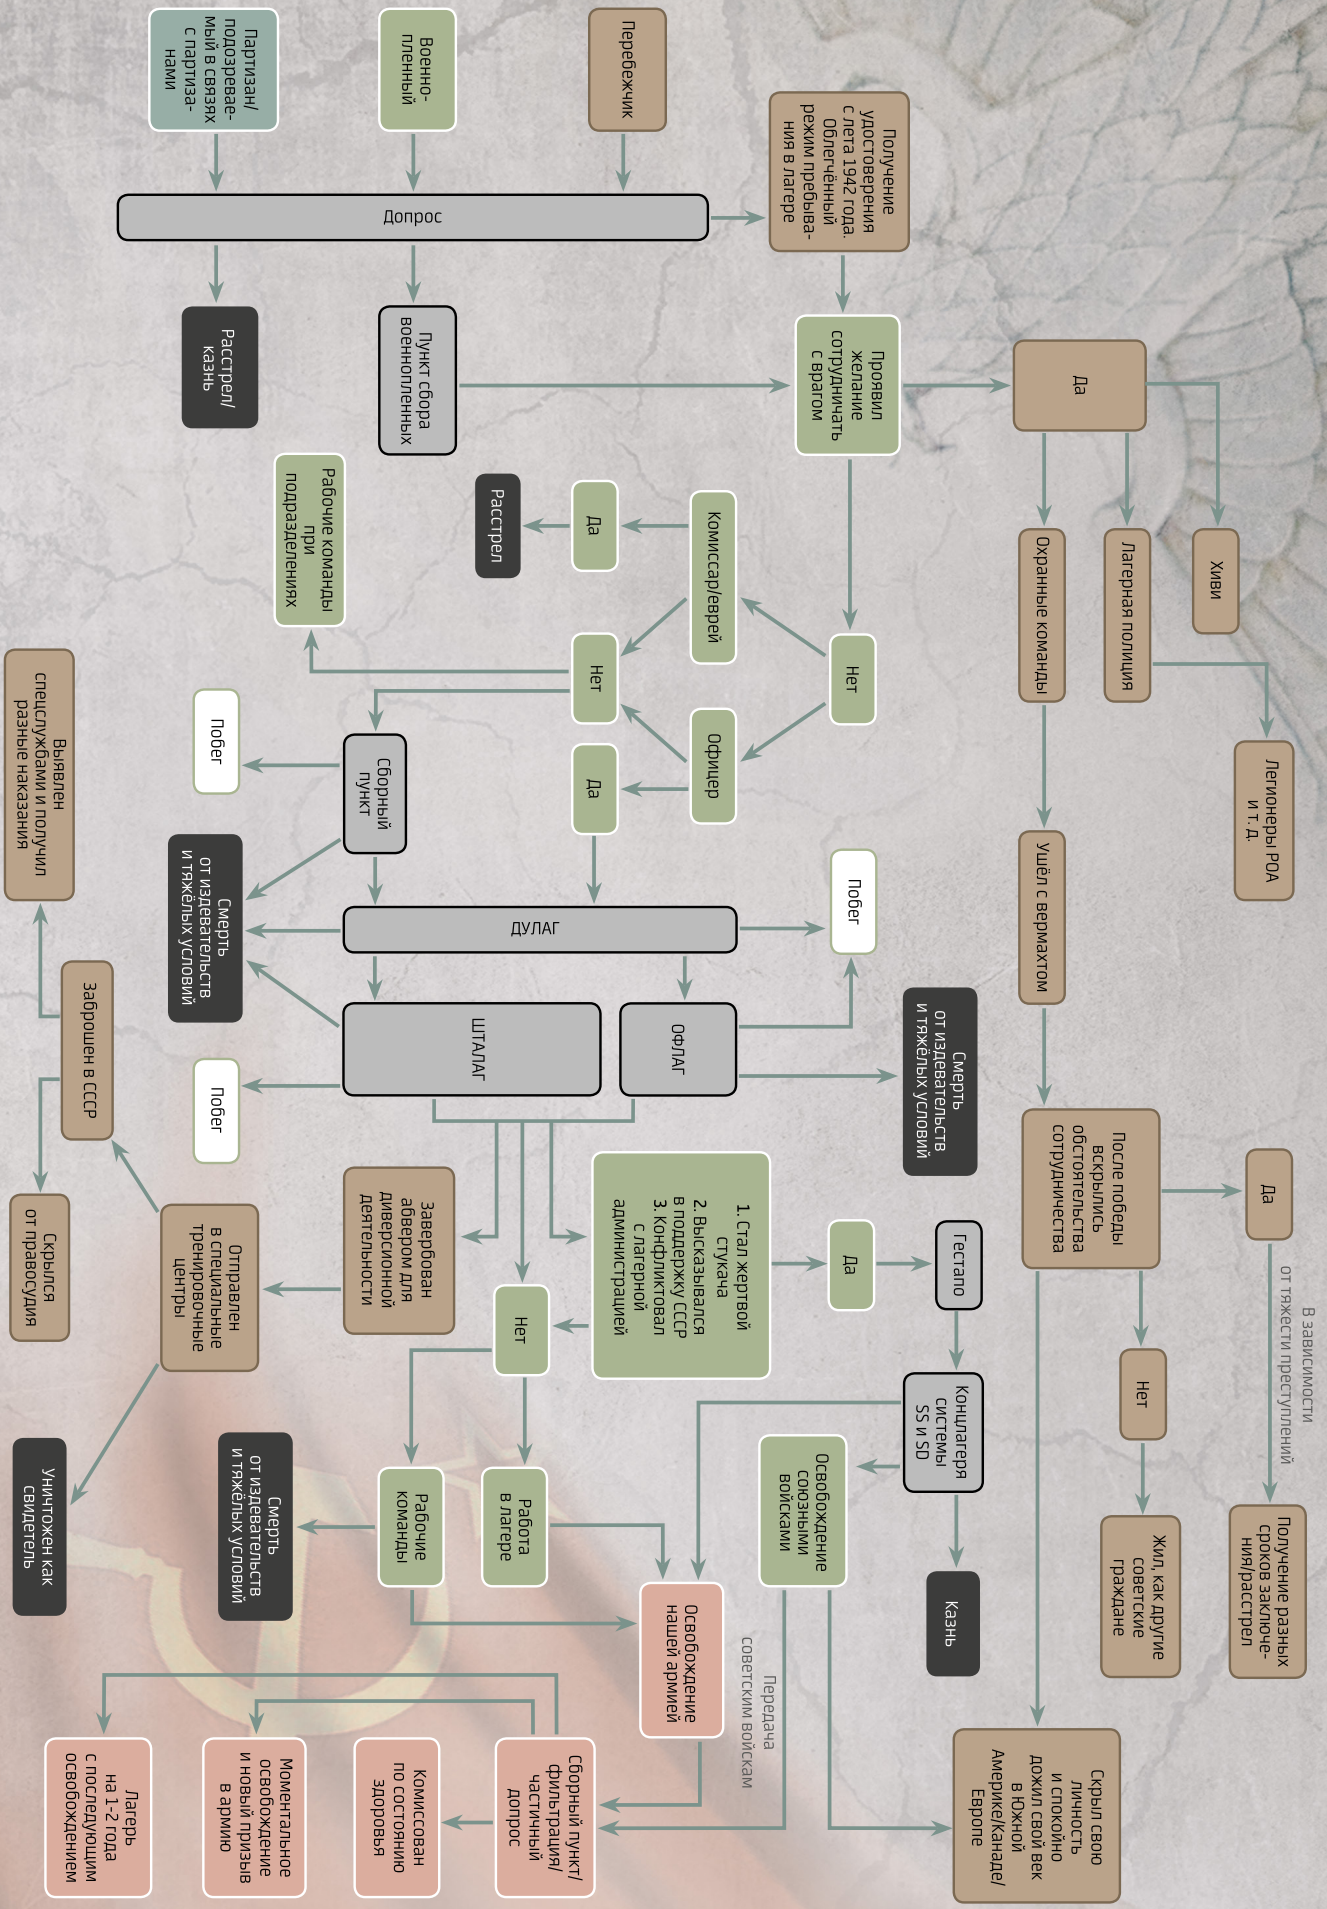 Партизан/
подозревае-
мый в связях
с партиза-
нами
Военно-
пленный
Перебежчик
Получение
удостоверения
с лета 1942 года.
Облегчённый
режим пребыва-
ния в лагере
Допрос
Расстрел/
казнь
Пункт сбора
военнопленных
Проявил
желание
сотрудничать
с врагом
Да
Хиви
Лагерная полиция
Охранные команды
Легионеры РОА
и т. д.
Ушёл с вермахтом
Нет
Комиссар/еврей
Офицер
Да
Расстрел
Нет
Да
Рабочие команды
при
подразделениях
Сборный
пункт
Побег
Смерть
от издевательств
и тяжёлых условий
ДУЛАГ
Побег
ОФЛАГ
ШТАЛАГ
Смерть
от издевательств
и тяжёлых условий
Побег
После победы
вскрылись
обстоятельства
сотрудничества
Да
В зависимости
от тяжести преступлений
Получение разных
сроков заключе-
ния/расстрел
Нет
Жил, как другие
советские
граждане
Скрыл свою
личность
и спокойно
дожил свой век
в Южной
Америке/Канаде/
Европе
1. Стал жертвой
стукача
2. Высказывался
в поддержку СССР
3. Конфликтовал
с лагерной
администрацией
Да
Гестапо
Концлагеря
системы
SS и SD
Казнь
Освобождение
союзными
войсками
Передача
советским войскам
Нет
Работа
в лагере
Рабочие
команды
Смерть
от издевательств
и тяжёлых условий
Завербован
абвером для
диверсионной
деятельности
Отправлен
в специальные
тренировочные
центры
Заброшен в СССР
Выявлен
спецслужбами и получил
разные наказания
Скрылся
от правосудия
Уничтожен как
свидетель
Освобождение
нашей армией
Сборный пункт/
фильтрация/
частичный
допрос
Комиссован
по состоянию
здоровья
Моментальное
освобождение
и новый призыв
в армию
Лагерь
на 1-2 года
с последующим
освобождением